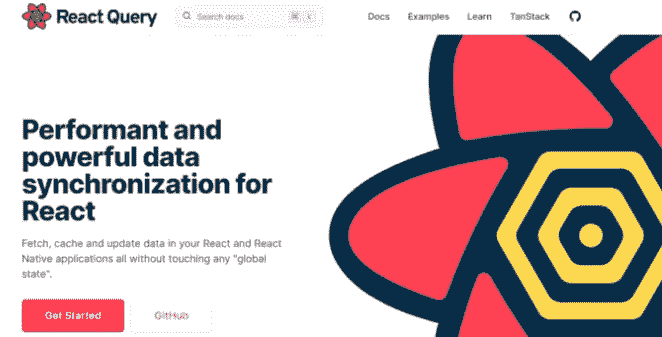 React Query
Search docs
⌘ K
Docs
Examples
Learn
TanStack
Performant and
powerful data
synchronization for
React
Fetch, cache and update data in your React and React
Native applications all without touching any "global
state".
Get Started
GitHub